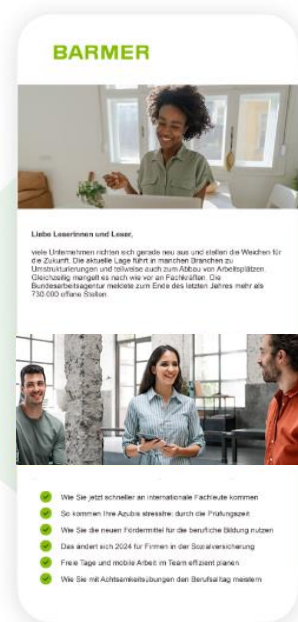 BARMER
Liebe Leserinnen und Leser,
viele Unternehmen richten sich gerade neu aus und stellen die Weichen für
die Zukunft. Die aktuelle Lage führt in manchen Branchen zu
Umstrukturierungen und teilweise auch zum Abbau von Arbeitsplätzen.
Gleichzeitig mangelt es nach wie vor an Fachkräften. Die
Bundesarbeitsagentur meldete zum Ende des letzten Jahres mehr als
730 000 offene Stellen.
Wie Sie jetzt schneller an internationale Fachleute kommen
So kommen Ihre Azubis stressfrei durch die Prüfungszeit
Wie Sie die neuen Fördermittel für die berufliche Bildung nutzen
Das ändert sich 2024 für Firmen in der Sozialversicherung
Freie Tage und mobile Arbeit im Team effizient planen
Wie Sie mit Achtsamkeitsübungen den Berufsalltag meistern